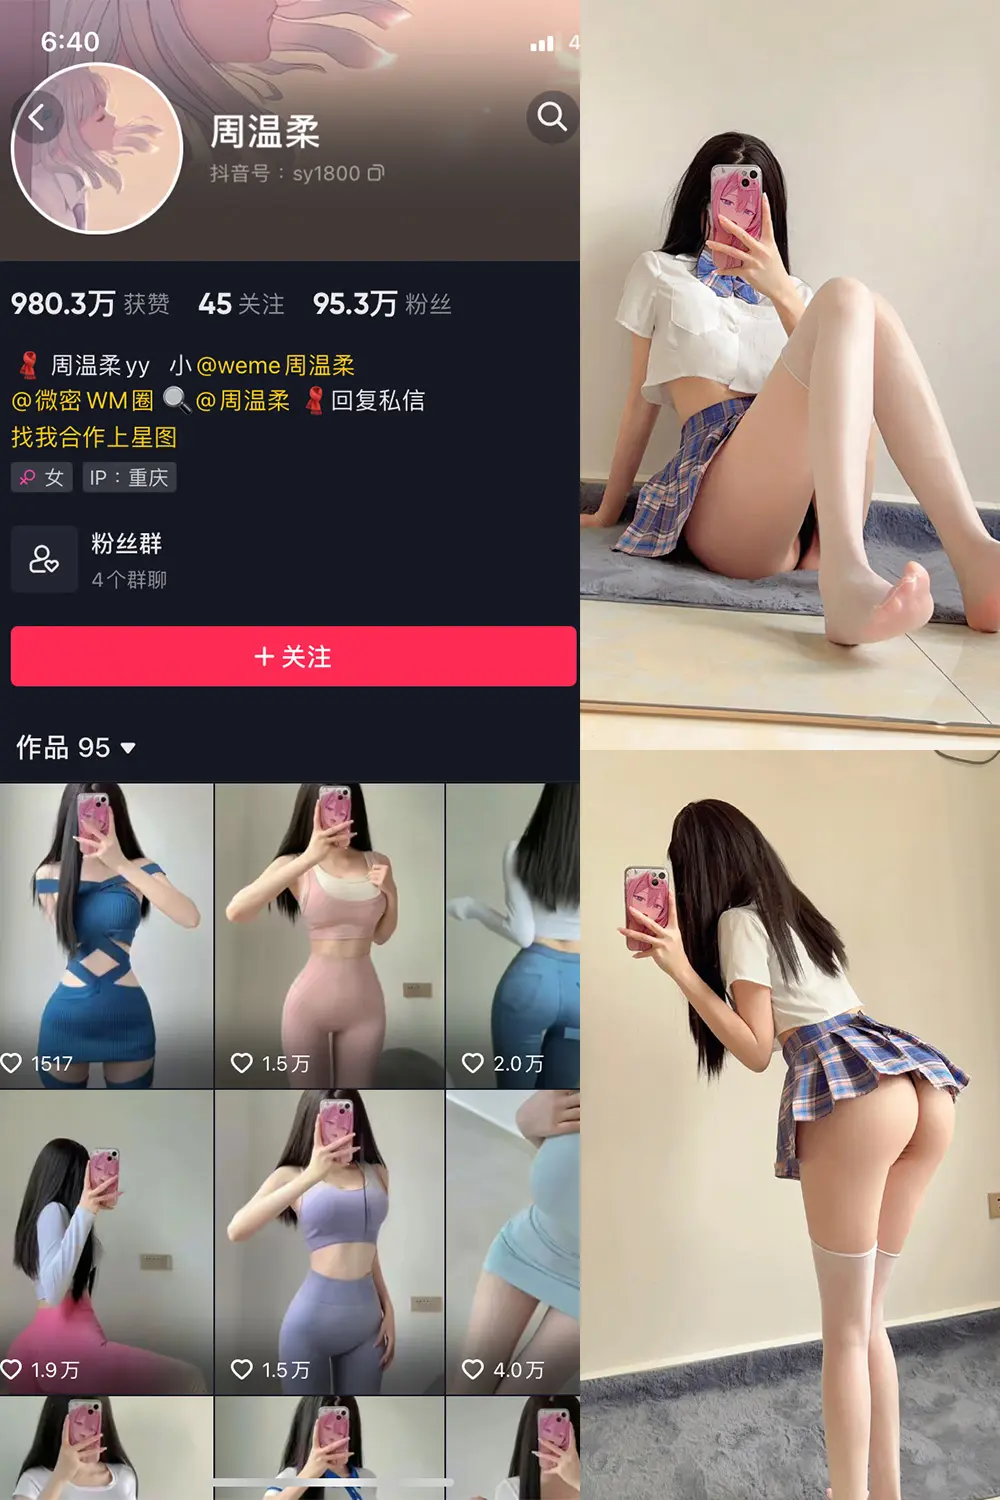 6:40
4
周温柔
抖音号：sy1800
980.3万 获赞 45 关注 95.3万 粉丝
周温柔yy 小@weme周温柔
@微密WM圈 @周温柔 回复私信
找我合作上星图
女 IP：重庆
粉丝群
4个群聊
+ 关注
作品 95
1517 1.5万 2.0万
1.9万 1.5万 4.0万